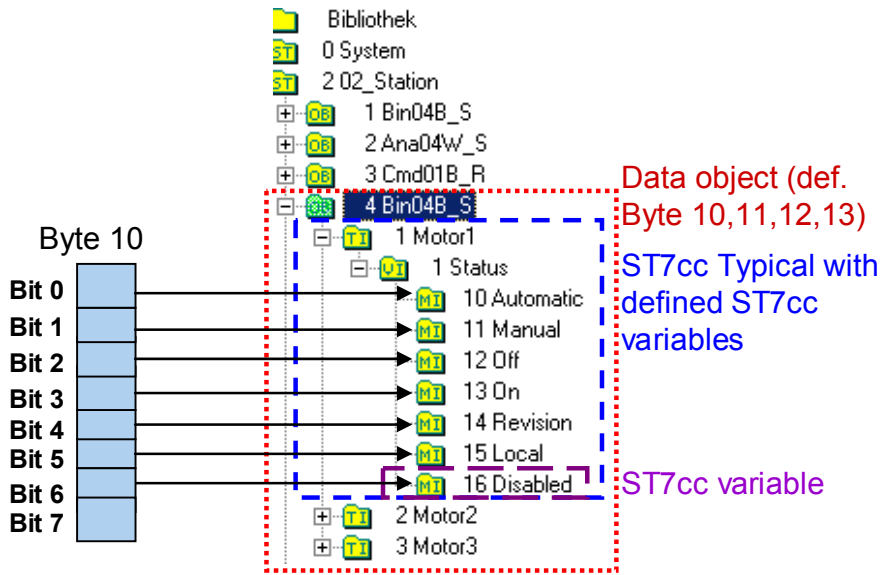 Bibliothek
ST 0 System
ST 2 02_Station
OB 1 Bin04B_S
OB 2 Ana04W_S
OB 3 Cmd01B_R
OB 4 Bin04B_S
TI 1 Motor1
VI 1 Status
MI 10 Automatic
MI 11 Manual
MI 12 Off
MI 13 On
MI 14 Revision
MI 15 Local
MI 16 Disabled
TI 2 Motor2
TI 3 Motor3
Byte 10
Bit 0
Bit 1
Bit 2
Bit 3
Bit 4
Bit 5
Bit 6
Bit 7
Data object (def.
Byte 10,11,12,13)
ST7cc Typical with
defined ST7cc
variables
ST7cc variable